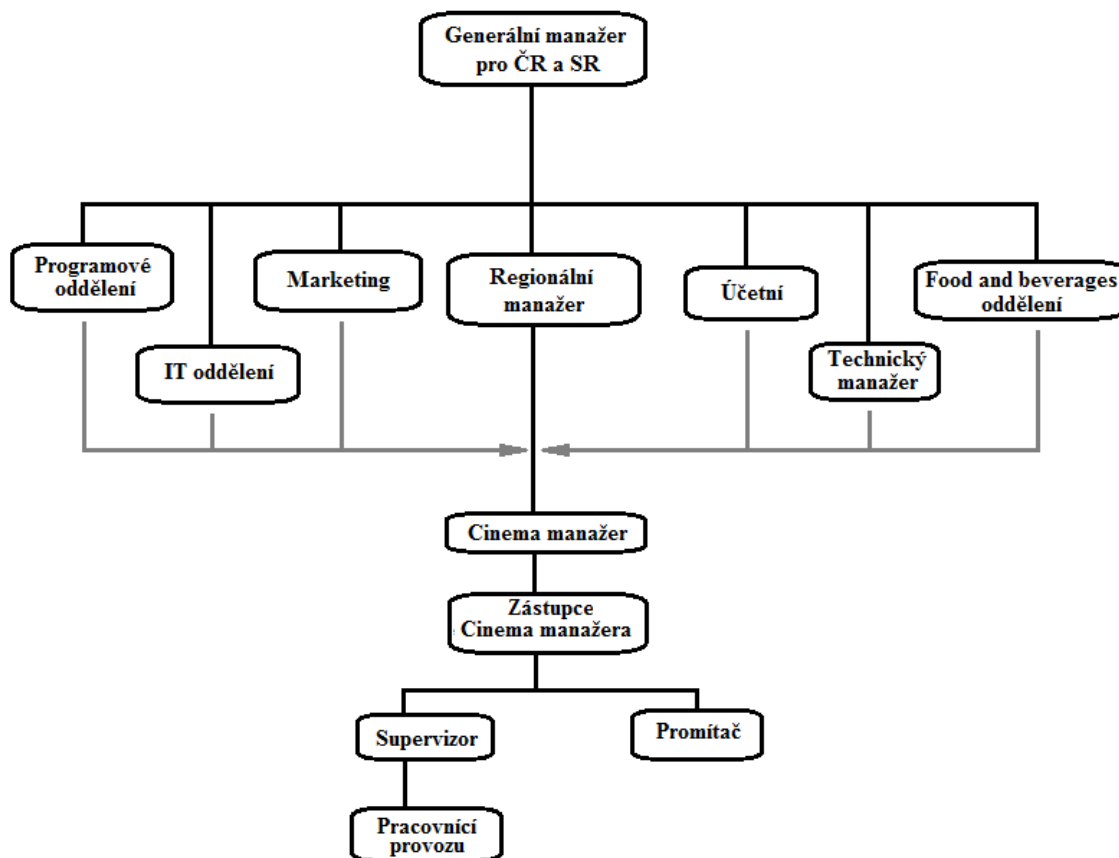 Generální manažer
pro ČR a SR
Programové
oddělení
Marketing
Regionální
manažer
Účetní
Food and beverages
oddělení
IT oddělení
Technický
manažer
Cinema manažer
Zástupce
Cinema manažera
Supervizor
Promítač
Pracovnící
provozu